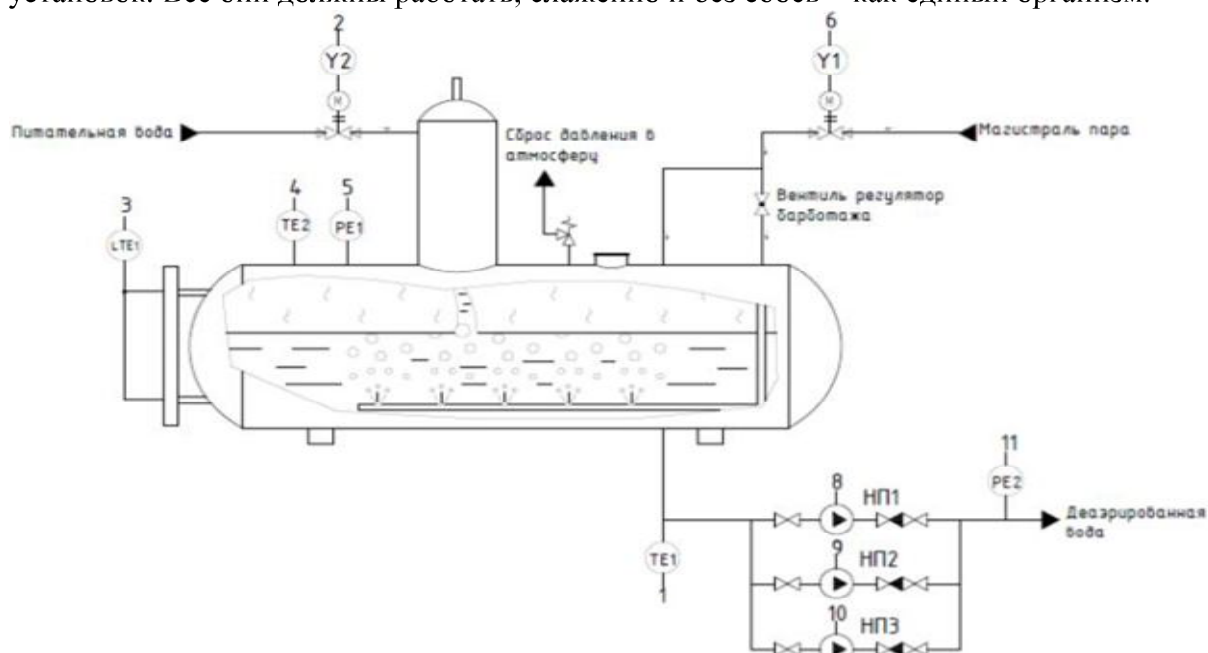 установок. Все они должны работать, слаженно и без сбоев – как единый организм.
2
6
Y2
Y1
M
M
Питательная вода
Сброс давления в
атмосферу
Магистраль пара
Вентиль регулятор
барботажа
3
4
5
LTE1
TE2
PE1
11
PE2
8
НП1
Деаэрированная
вода
9
НП2
TE1
1
10
НП3